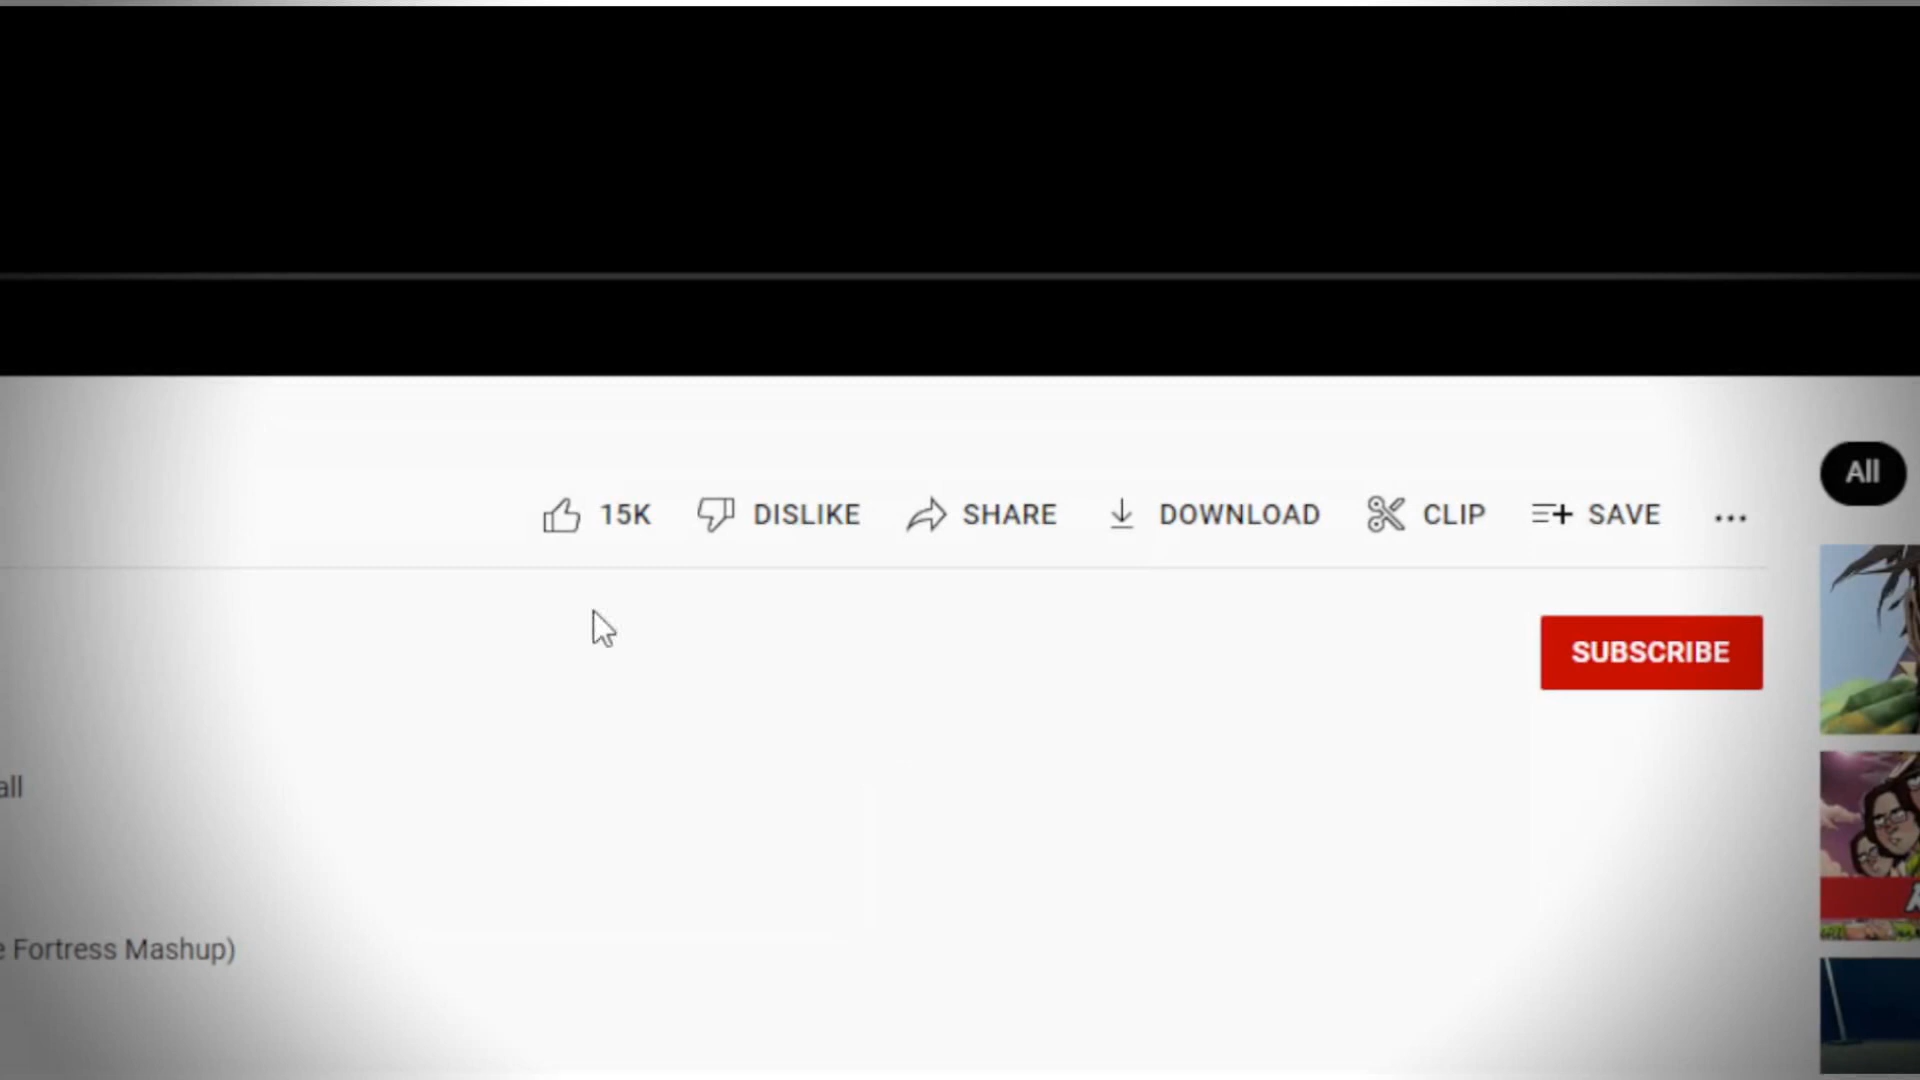 All
15K DISLIKE SHARE DOWNLOAD CLIP SAVE
SUBSCRIBE
all
Fortress Mashup)